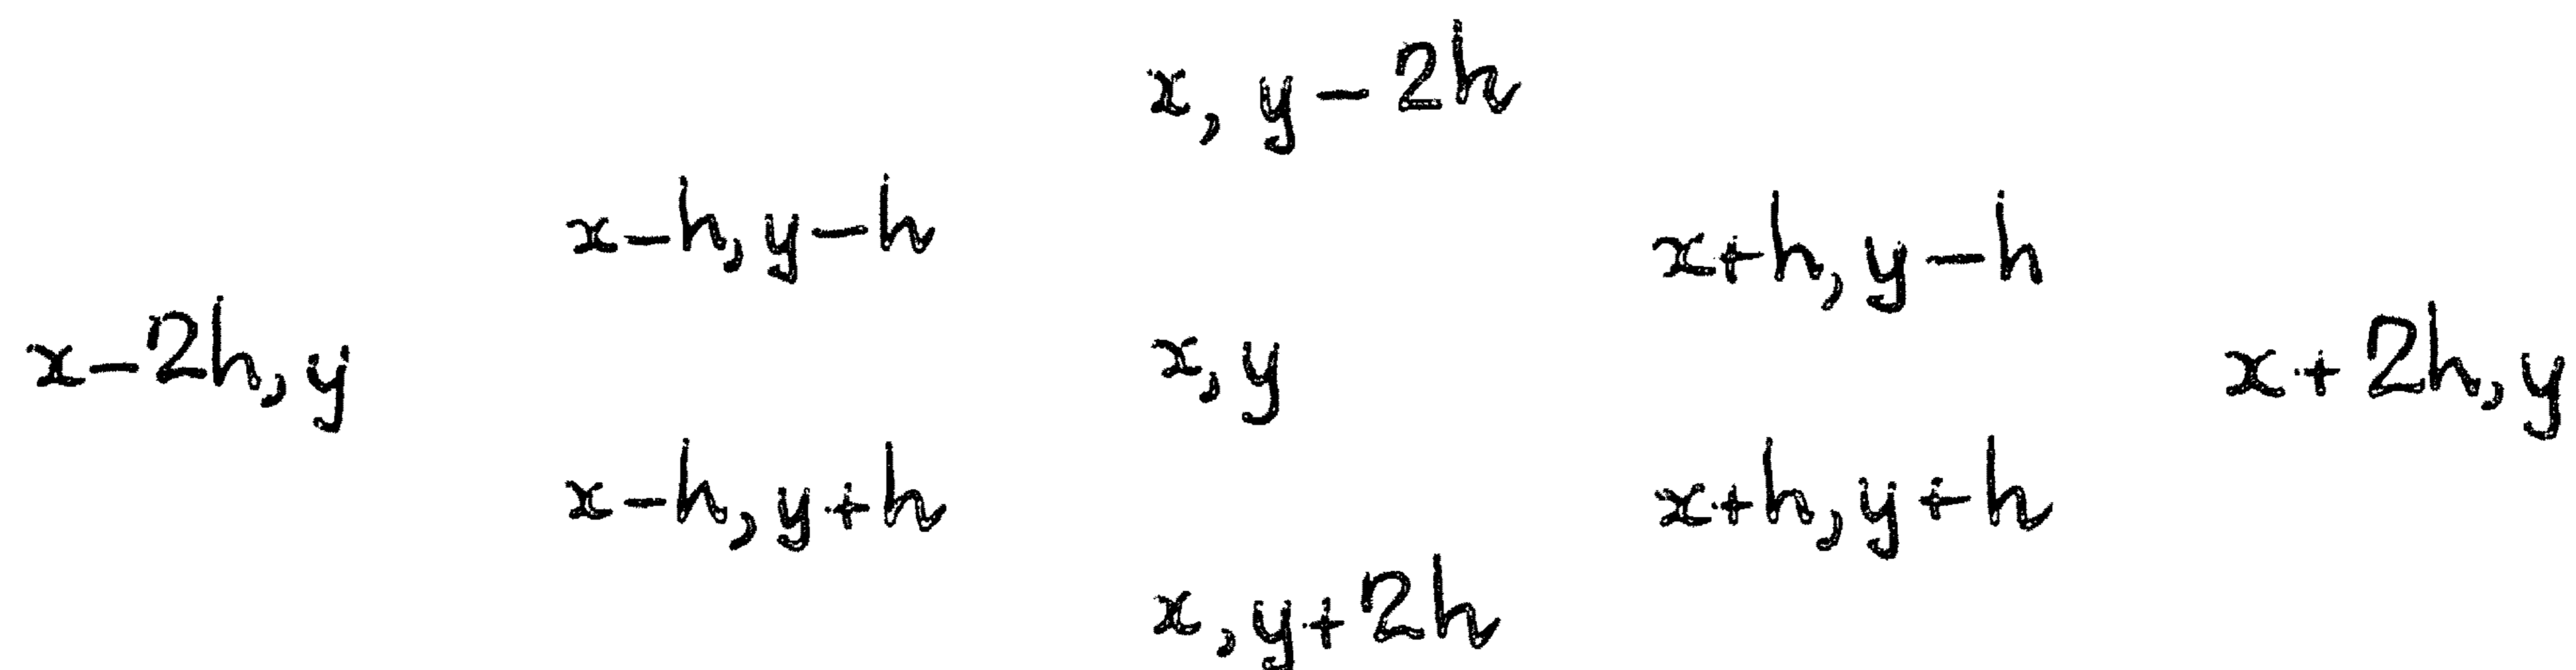 x, y-2h
x-h, y-h
x+h, y-h
x-2h, y
x, y
x+2h, y
x-h, y+h
x+h, y+h
x, y+2h